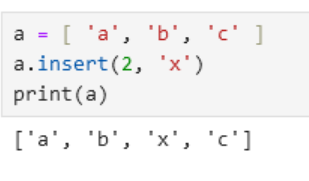 a = [ 'a', 'b', 'c' ]
a.insert(2, 'x')
print(a)
['a', 'b', 'x', 'c']